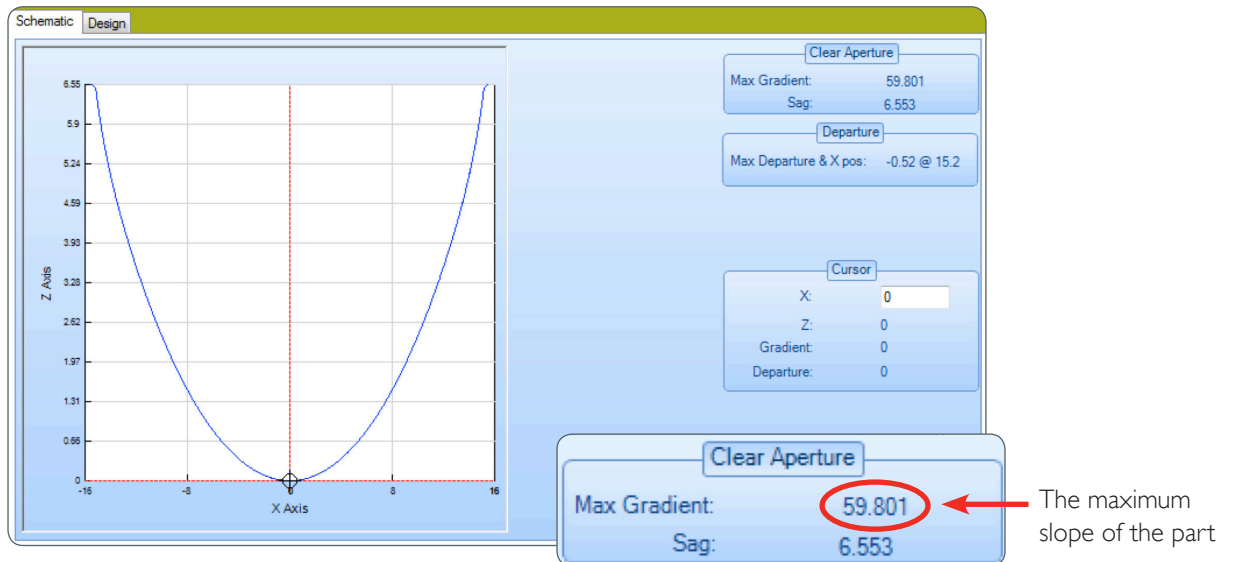 Schematic Design
6.55
5.9
5.24
4.59
3.93
3.28
2.62
1.97
1.31
0.66
0
Z Axis
-16 -8 0 8 16
X Axis
Clear Aperture
Max Gradient: 59.801
Sag: 6.553
Departure
Max Departure & X pos: -0.52 @ 15.2
Cursor
X: 0
Z: 0
Gradient: 0
Departure: 0
Clear Aperture
Max Gradient: 59.801
Sag: 6.553
The maximum
slope of the part